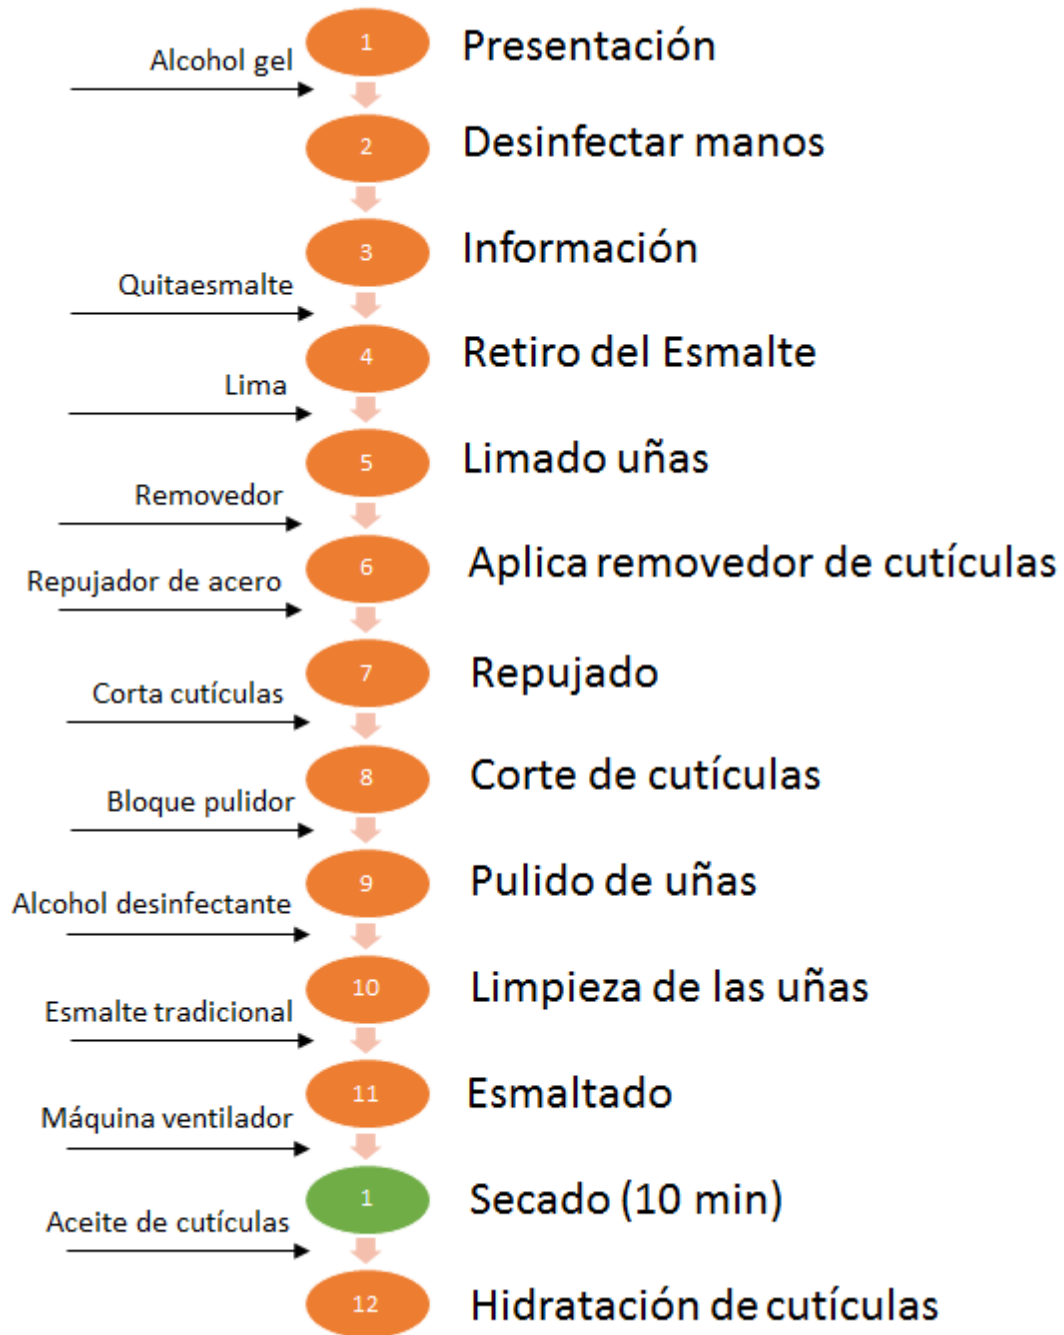 1 Presentación
Alcohol gel
2 Desinfectar manos
3 Información
Quitaesmalte
4 Retiro del Esmalte
Lima
5 Limado uñas
Removedor
6 Aplica removedor de cutículas
Repujador de acero
7 Repujado
Corta cutículas
8 Corte de cutículas
Bloque pulidor
9 Pulido de uñas
Alcohol desinfectante
10 Limpieza de las uñas
Esmalte tradicional
11 Esmaltado
Máquina ventilador
1 Secado (10 min)
Aceite de cutículas
12 Hidratación de cutículas